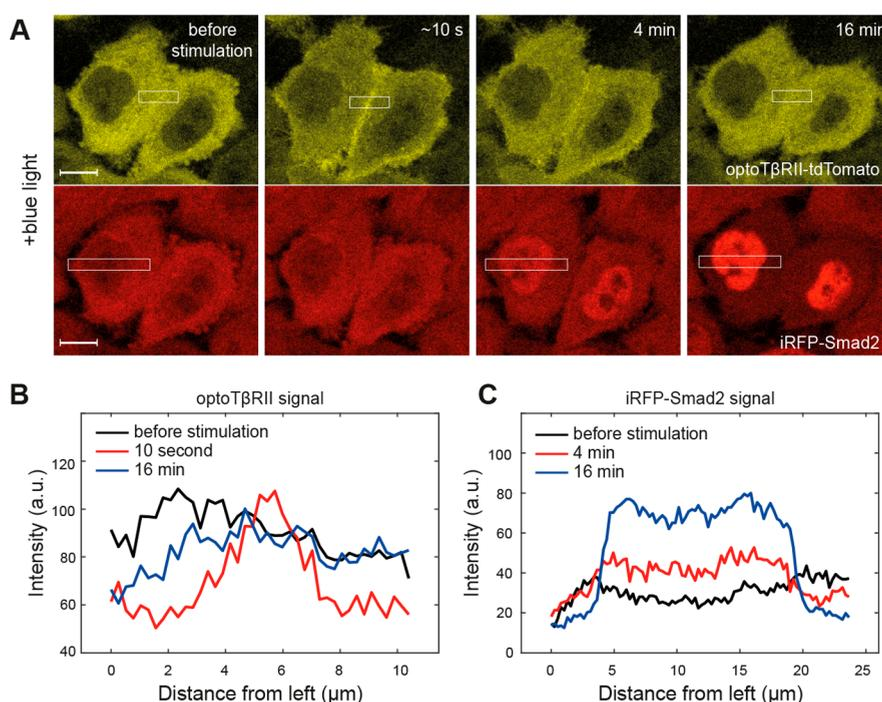 A
before
stimulation
~10 s
4 min
16 min
optoTβRII-tdTomato
+blue light
iRFP-Smad2
B
optoTβRII signal
before stimulation
10 second
16 min
Intensity (a.u.)
120
100
80
60
40
0
2
4
6
8
10
Distance from left (μm)
C
iRFP-Smad2 signal
before stimulation
4 min
16 min
Intensity (a.u.)
100
80
60
40
20
0
0
5
10
15
20
25
Distance from left (μm)